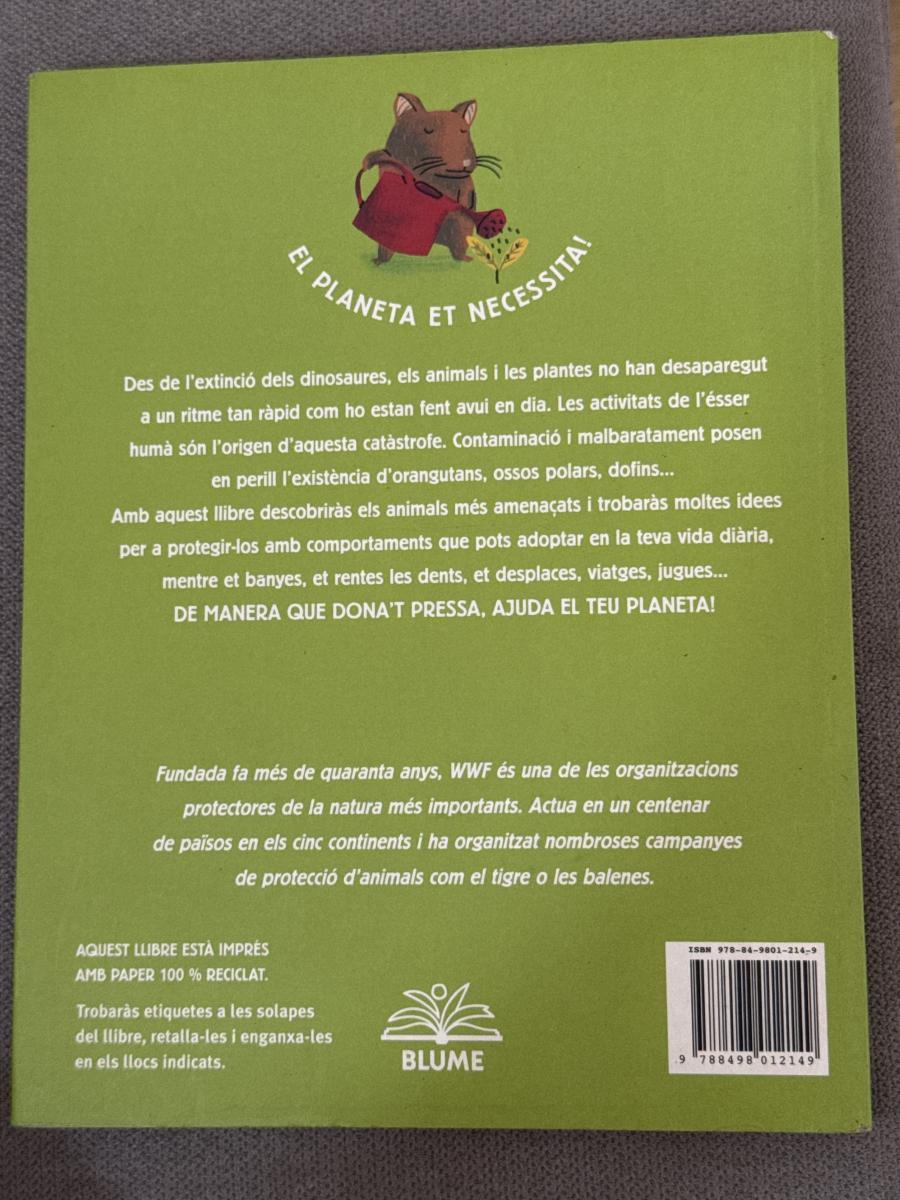 EL PLANETA ET NECESSITA!
Des de l'extinció dels dinosaures, els animals i les plantes no han desaparegut
a un ritme tan ràpid com ho estan fent avui en dia. Les activitats de l'ésser
humà són l'origen d'aquesta catàstrofe. Contaminació i malbaratament posen
en perill l'existència d'orangutans, ossos polars, dofins...
Amb aquest llibre descobriràs els animals més amenaçats i trobaràs moltes idees
per a protegir-los amb comportaments que pots adoptar en la teva vida diària,
mentre et banyes, et rentes les dents, et desplaces, viatges, jugues...
DE MANERA QUE DONA'T PRESSA, AJUDA EL TEU PLANETA!
Fundada fa més de quaranta anys, WWF és una de les organitzacions
protectores de la natura més importants. Actua en un centenar
de països en els cinc continents i ha organitzat nombroses campanyes
de protecció d'animals com el tigre o les balenes.
AQUEST LLIBRE ESTÀ IMPRÈS
AMB PAPER 100 % RECICLAT.
Trobaràs etiquetes a les solapes
del llibre, retalla-les i enganxa-les
en els llocs indicats.
BLUME
ISBN 978-84-9801-214-9
9 788498 012149